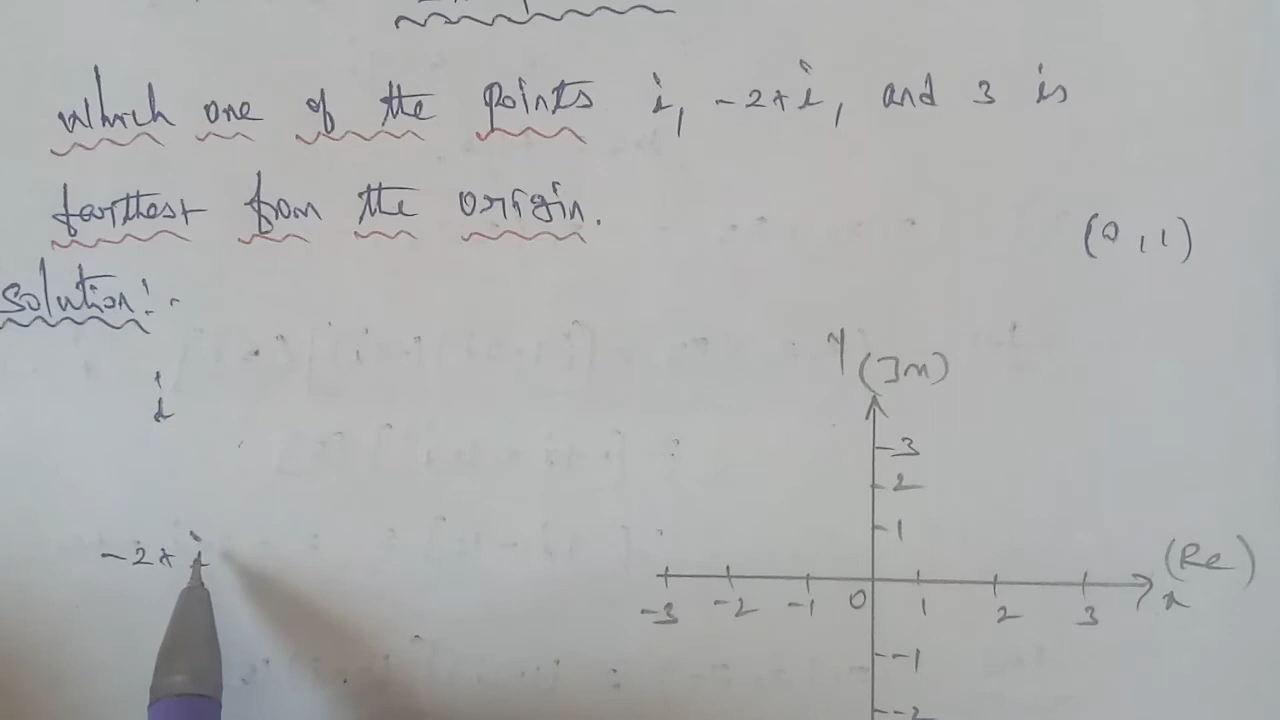 which one of the points i, -2+i, and 3 is
farthest from the origin.
(0, 1)
Solution:-
i
Y (Im)
3
2
1
-2+i
(Re)
x
-3 -2 -1 0 1 2 3
-1
-2